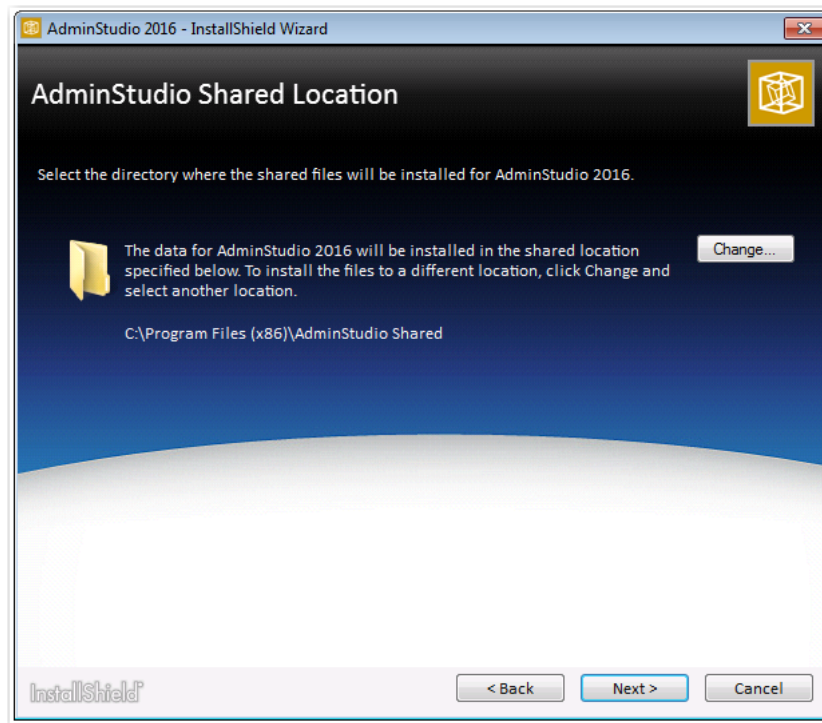 AdminStudio 2016 - InstallShield Wizard
AdminStudio Shared Location
Select the directory where the shared files will be installed for AdminStudio 2016.
The data for AdminStudio 2016 will be installed in the shared location
specified below. To install the files to a different location, click Change and
select another location.
Change...
C:\Program Files (x86)\AdminStudio Shared
InstallShield
< Back
Next >
Cancel